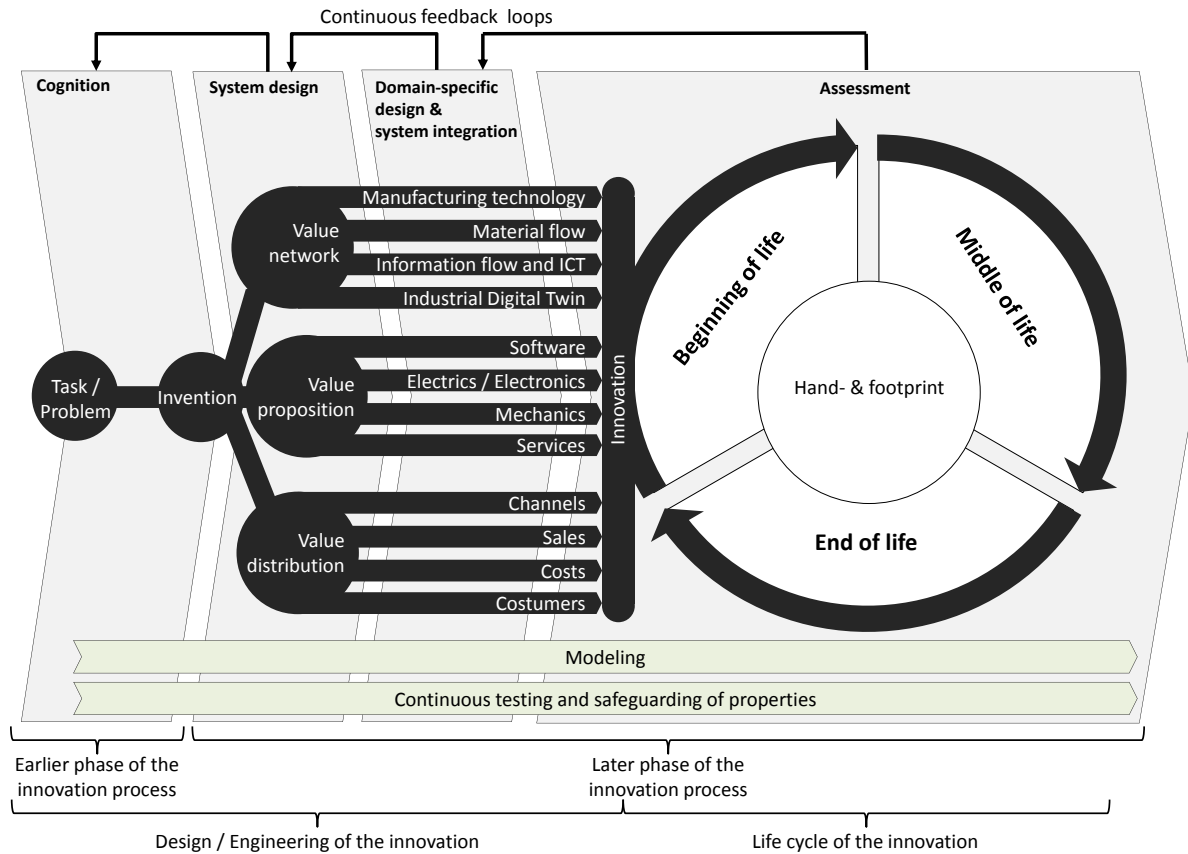 Continuous feedback loops
Cognition
System design
Domain-specific
design &
system integration
Assessment
Manufacturing technology
Material flow
Information flow and ICT
Industrial Digital Twin
Value
network
Software
Electrics / Electronics
Mechanics
Services
Value
proposition
Task /
Problem
Invention
Channels
Sales
Costs
Costumers
Value
distribution
Innovation
Beginning of life
Middle of life
End of life
Hand- & footprint
Modeling
Continuous testing and safeguarding of properties
Earlier phase of the
innovation process
Later phase of the
innovation process
Design / Engineering of the innovation
Life cycle of the innovation